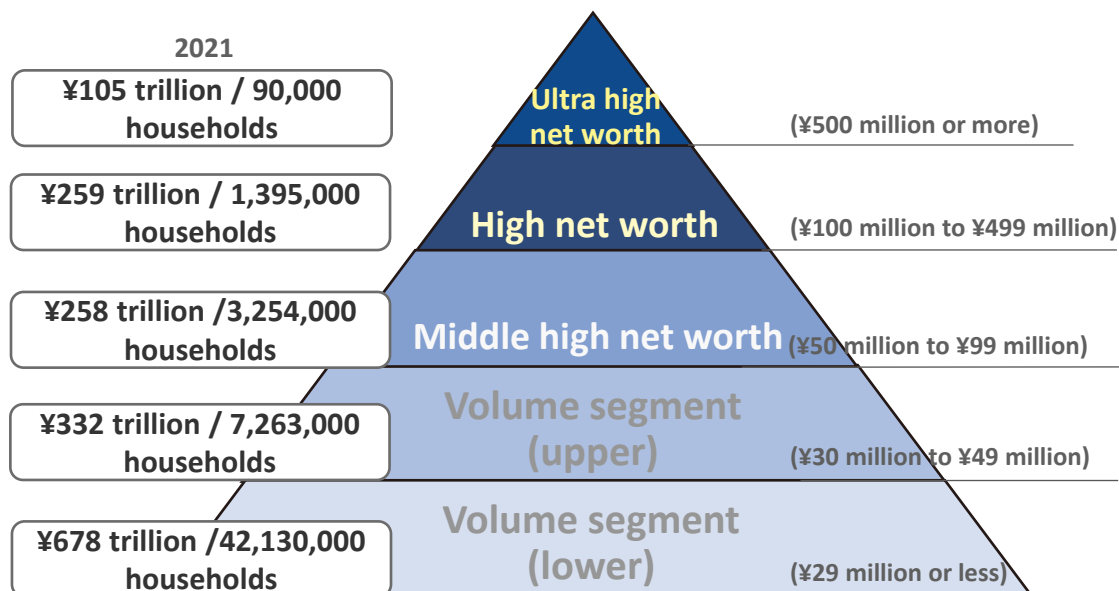 2021
¥105 trillion / 90,000
households
Ultra high
net worth
(¥500 million or more)
¥259 trillion / 1,395,000
households
High net worth
(¥100 million to ¥499 million)
¥258 trillion /3,254,000
households
Middle high net worth
(¥50 million to ¥99 million)
¥332 trillion / 7,263,000
households
Volume segment
(upper)
(¥30 million to ¥49 million)
¥678 trillion /42,130,000
households
Volume segment
(lower)
(¥29 million or less)